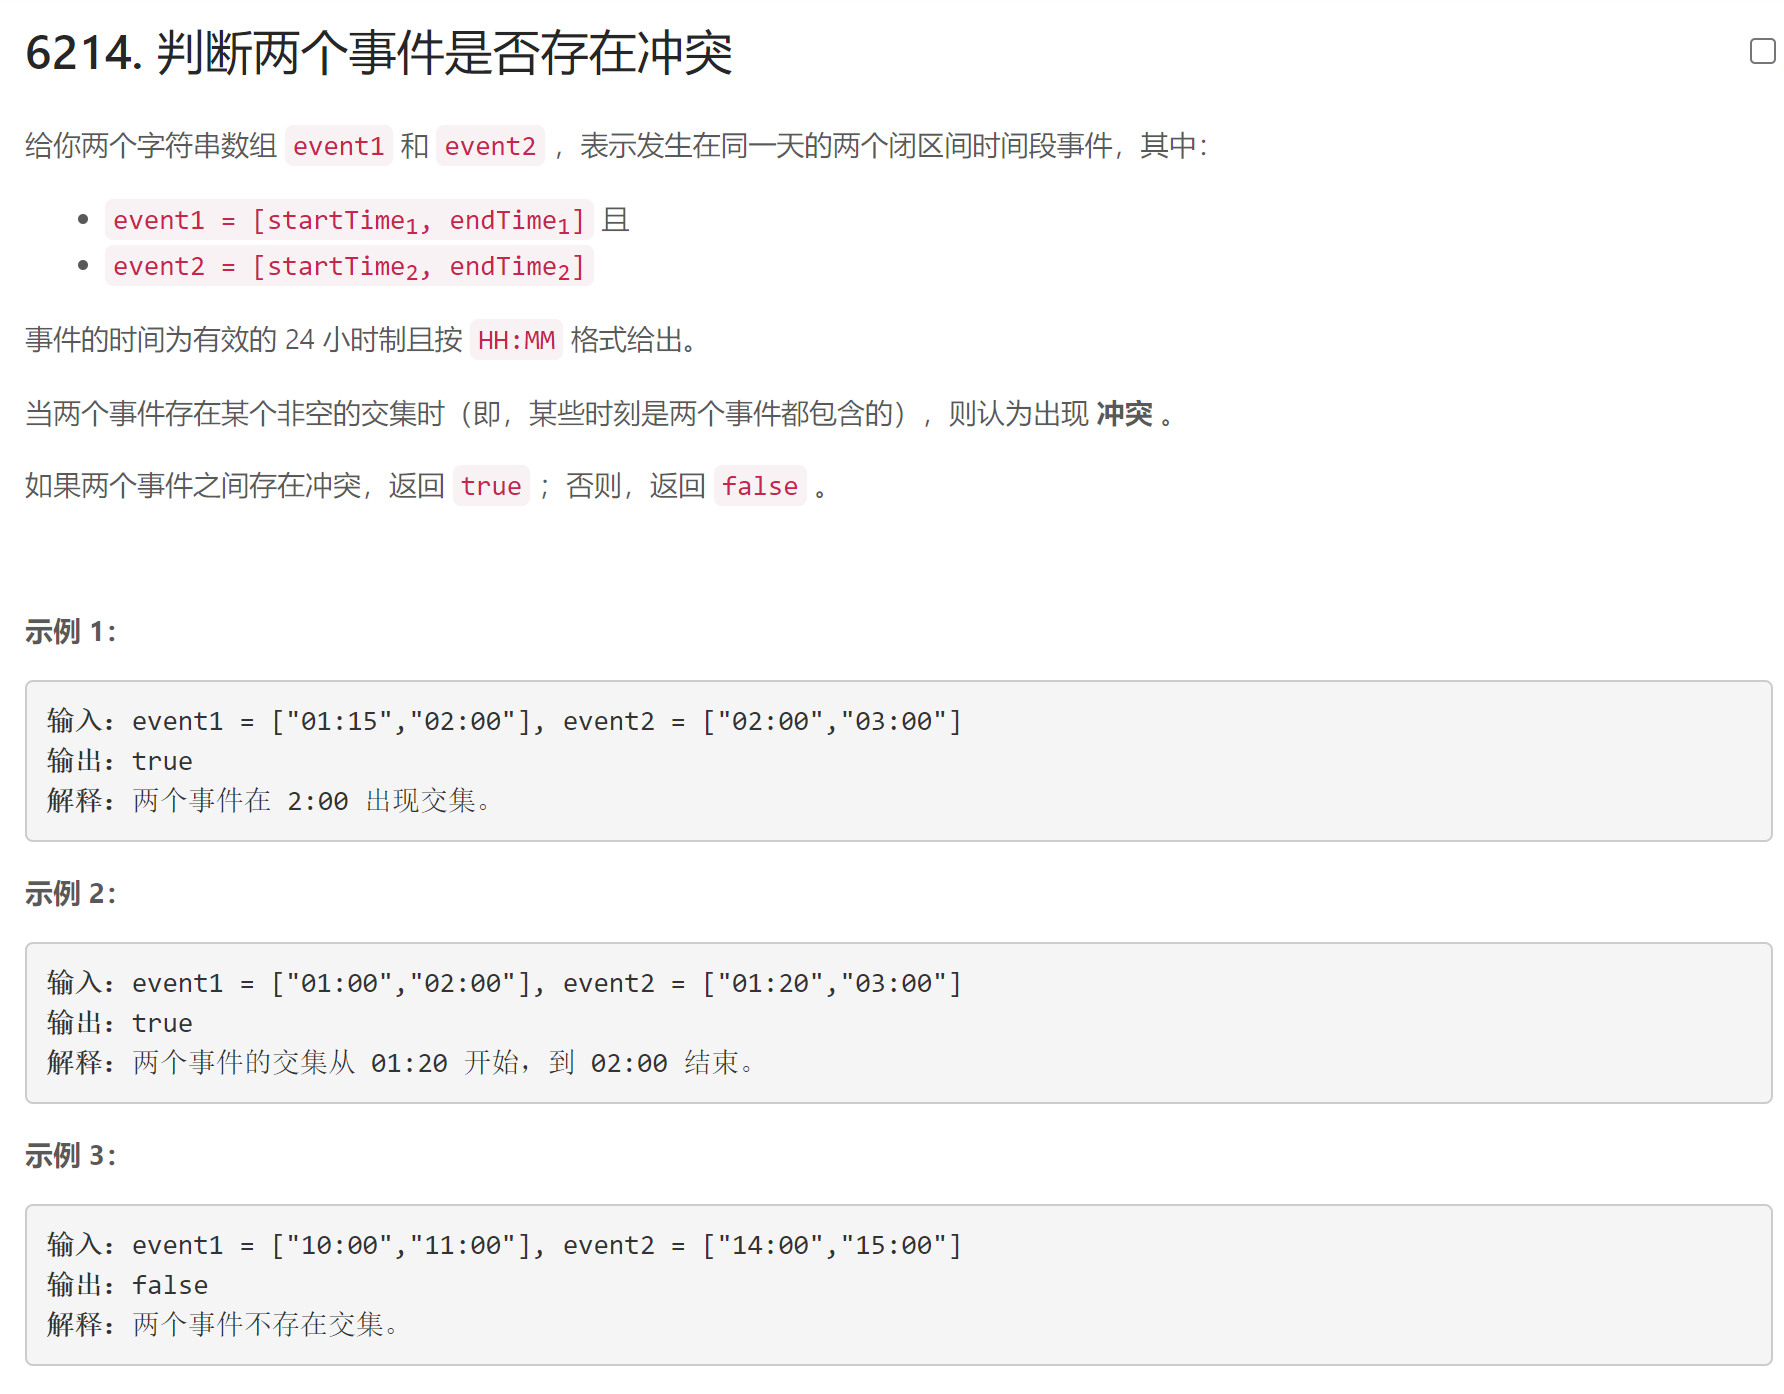 6214. 判断两个事件是否存在冲突
给你两个字符串数组 event1 和 event2 ，表示发生在同一天的两个闭区间时间段事件，其中：
• event1 = [startTime₁, endTime₁] 且
• event2 = [startTime₂, endTime₂]
事件的时间为有效的 24 小时制且按 HH:MM 格式给出。
当两个事件存在某个非空的交集时（即，某些时刻是两个事件都包含的），则认为出现 冲突 。
如果两个事件之间存在冲突，返回 true ；否则，返回 false 。
示例 1：
输入：event1 = ["01:15","02:00"], event2 = ["02:00","03:00"]
输出：true
解释：两个事件在 2:00 出现交集。
示例 2：
输入：event1 = ["01:00","02:00"], event2 = ["01:20","03:00"]
输出：true
解释：两个事件的交集从 01:20 开始，到 02:00 结束。
示例 3：
输入：event1 = ["10:00","11:00"], event2 = ["14:00","15:00"]
输出：false
解释：两个事件不存在交集。